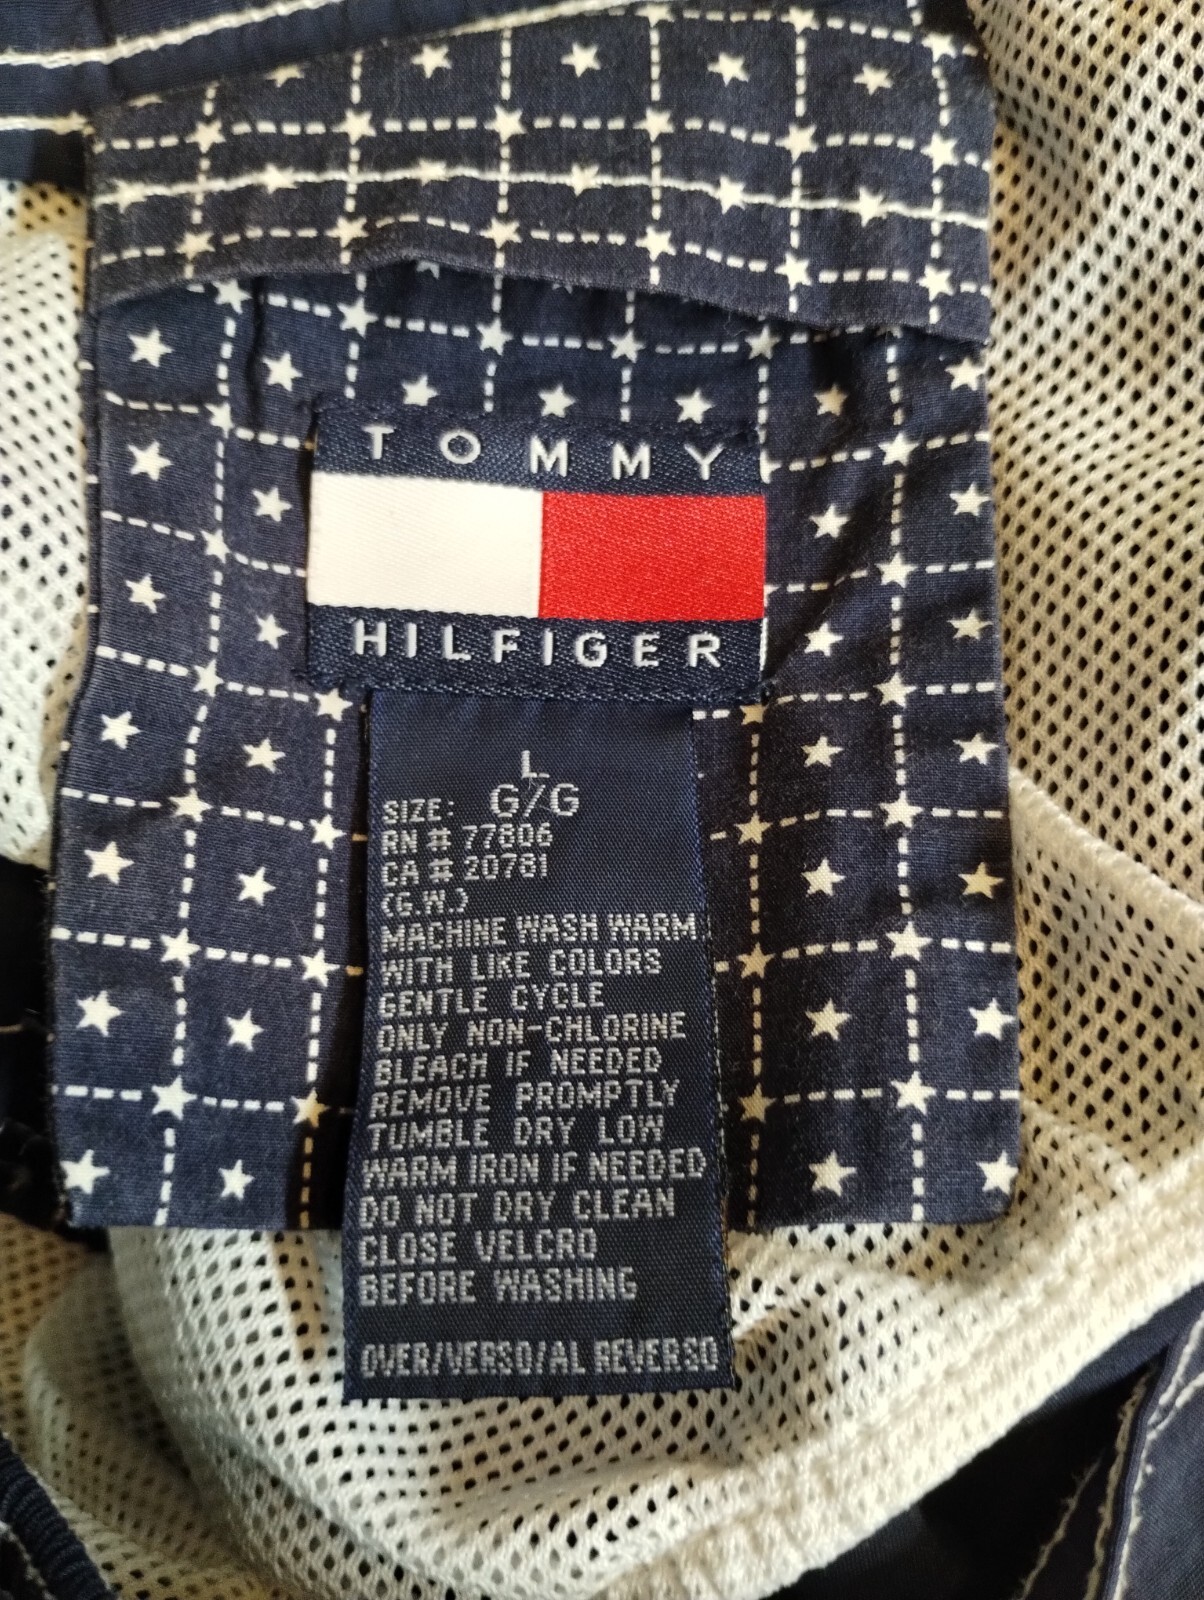 TOMMY
HILFIGER
L
SIZE: G/G
RN # 77806
CA # 20781
(G.W.)
MACHINE WASH WARM
WITH LIKE COLORS
GENTLE CYCLE
ONLY NON-CHLORINE
BLEACH IF NEEDED
REMOVE PROMPTLY
TUMBLE DRY LOW
WARM IRON IF NEEDED
DO NOT DRY CLEAN
CLOSE VELCRO
BEFORE WASHING
OVER/VERSO/AL REVERSO